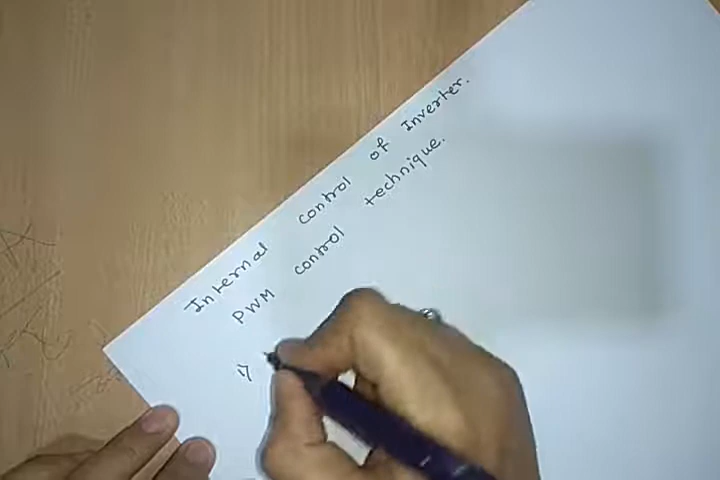 Internal control of Inverter.
PWM control technique.
1)